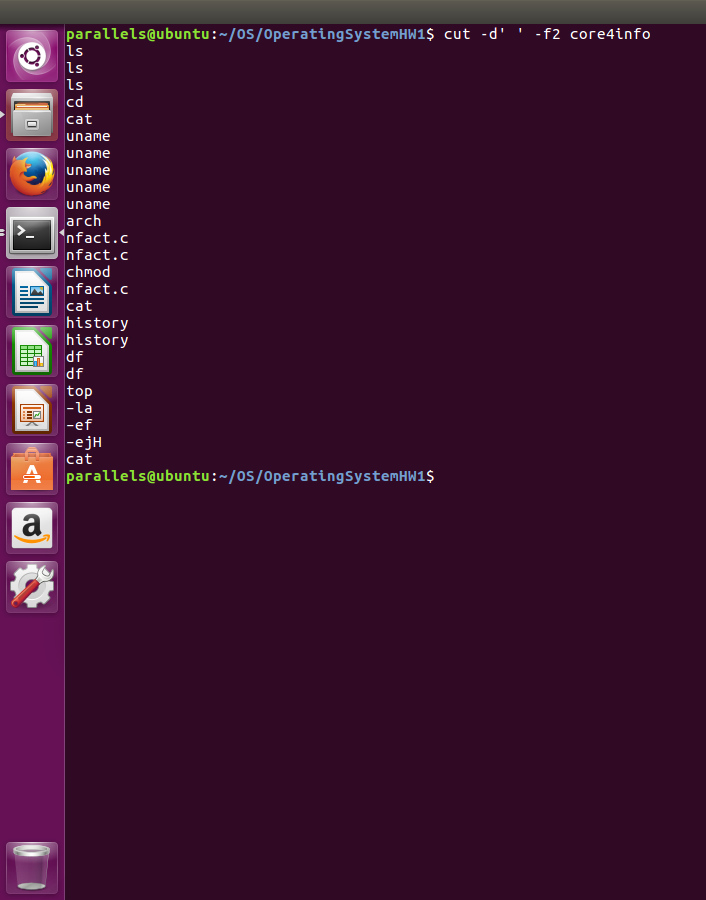 parallels@ubuntu:~/OS/OperatingSystemHW1$ cut -d' ' -f2 core4info
ls
ls
ls
cd
cat
uname
uname
uname
uname
uname
arch
nfact.c
nfact.c
chmod
nfact.c
cat
history
history
df
df
top
-la
-ef
-ejH
cat
parallels@ubuntu:~/OS/OperatingSystemHW1$